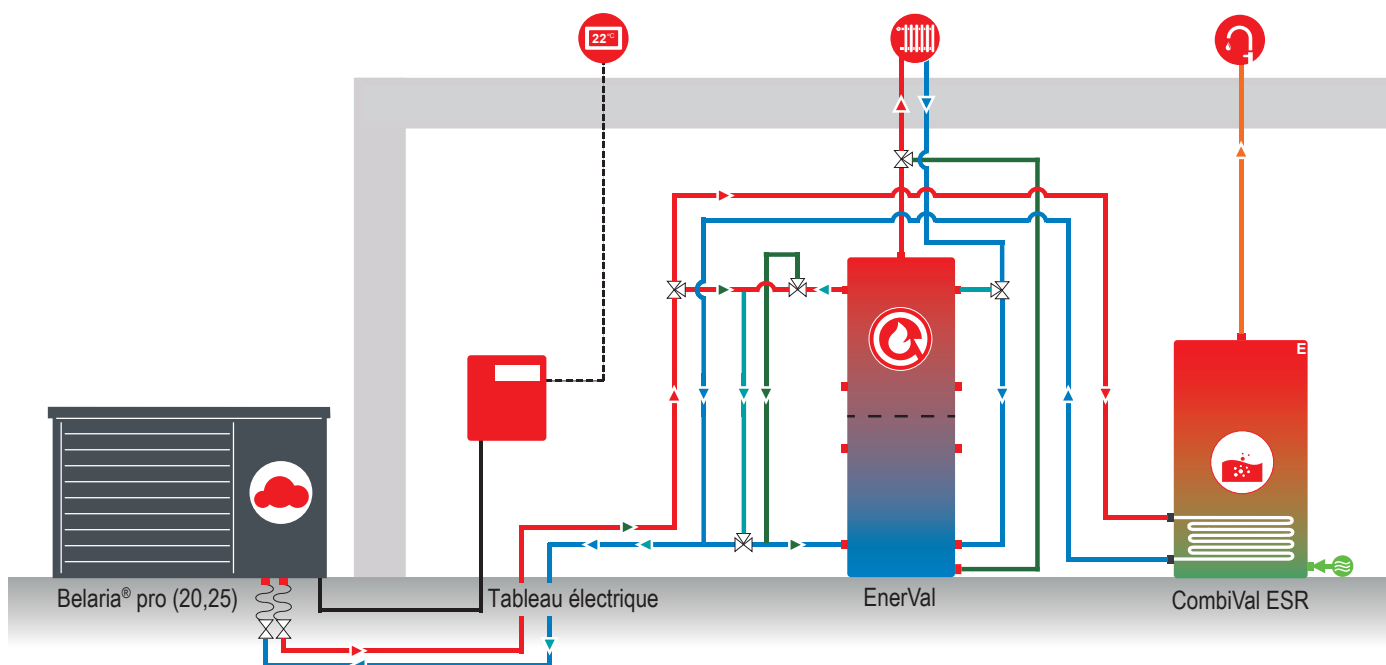 22°C
E
Belaria® pro (20,25)
Tableau électrique
EnerVal
CombiVal ESR